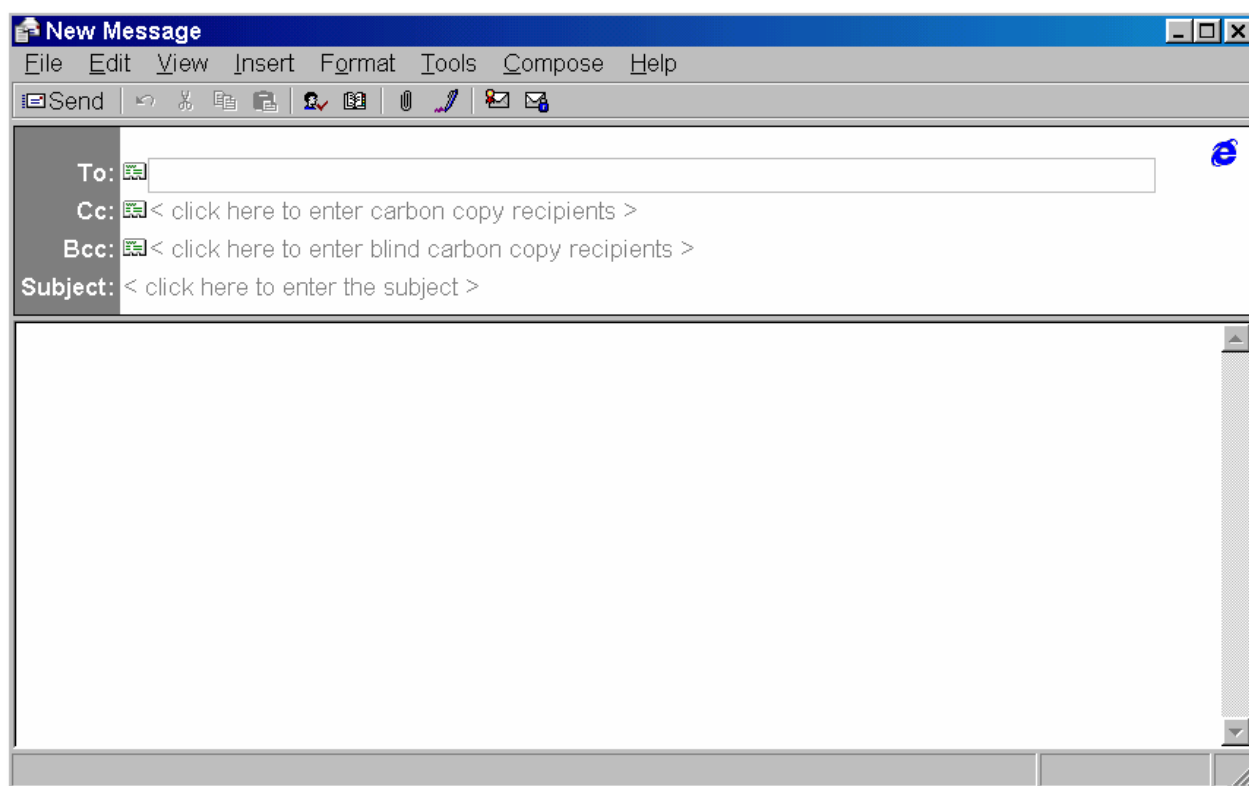 New Message
File Edit View Insert Format Tools Compose Help
Send
To:
Cc: < click here to enter carbon copy recipients >
Bcc: < click here to enter blind carbon copy recipients >
Subject: < click here to enter the subject >